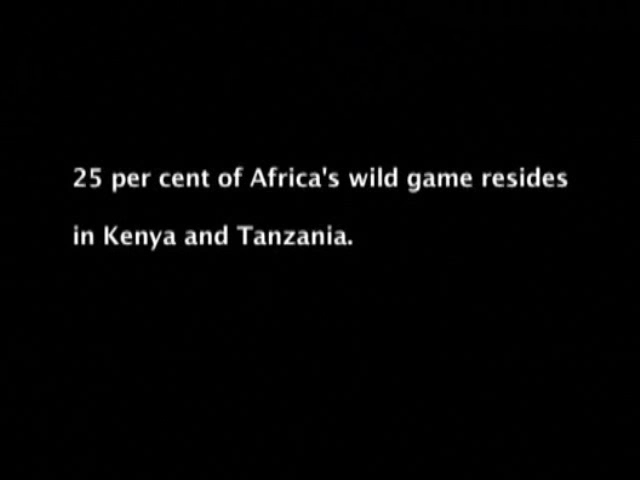 25 per cent of Africa's wild game resides
in Kenya and Tanzania.